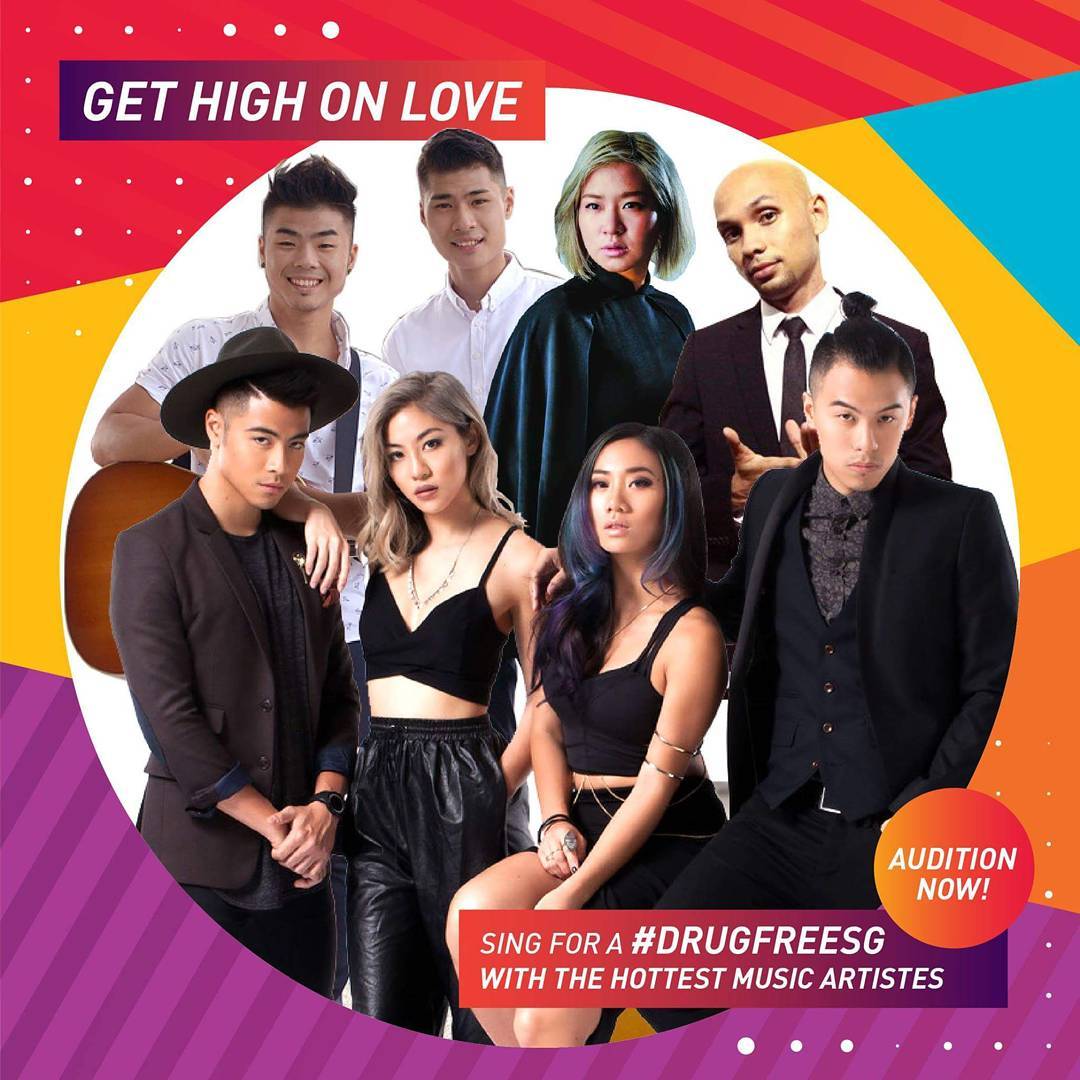 GET HIGH ON LOVE
AUDITION
NOW!
SING FOR A #DRUGFREESG
WITH THE HOTTEST MUSIC ARTISTES